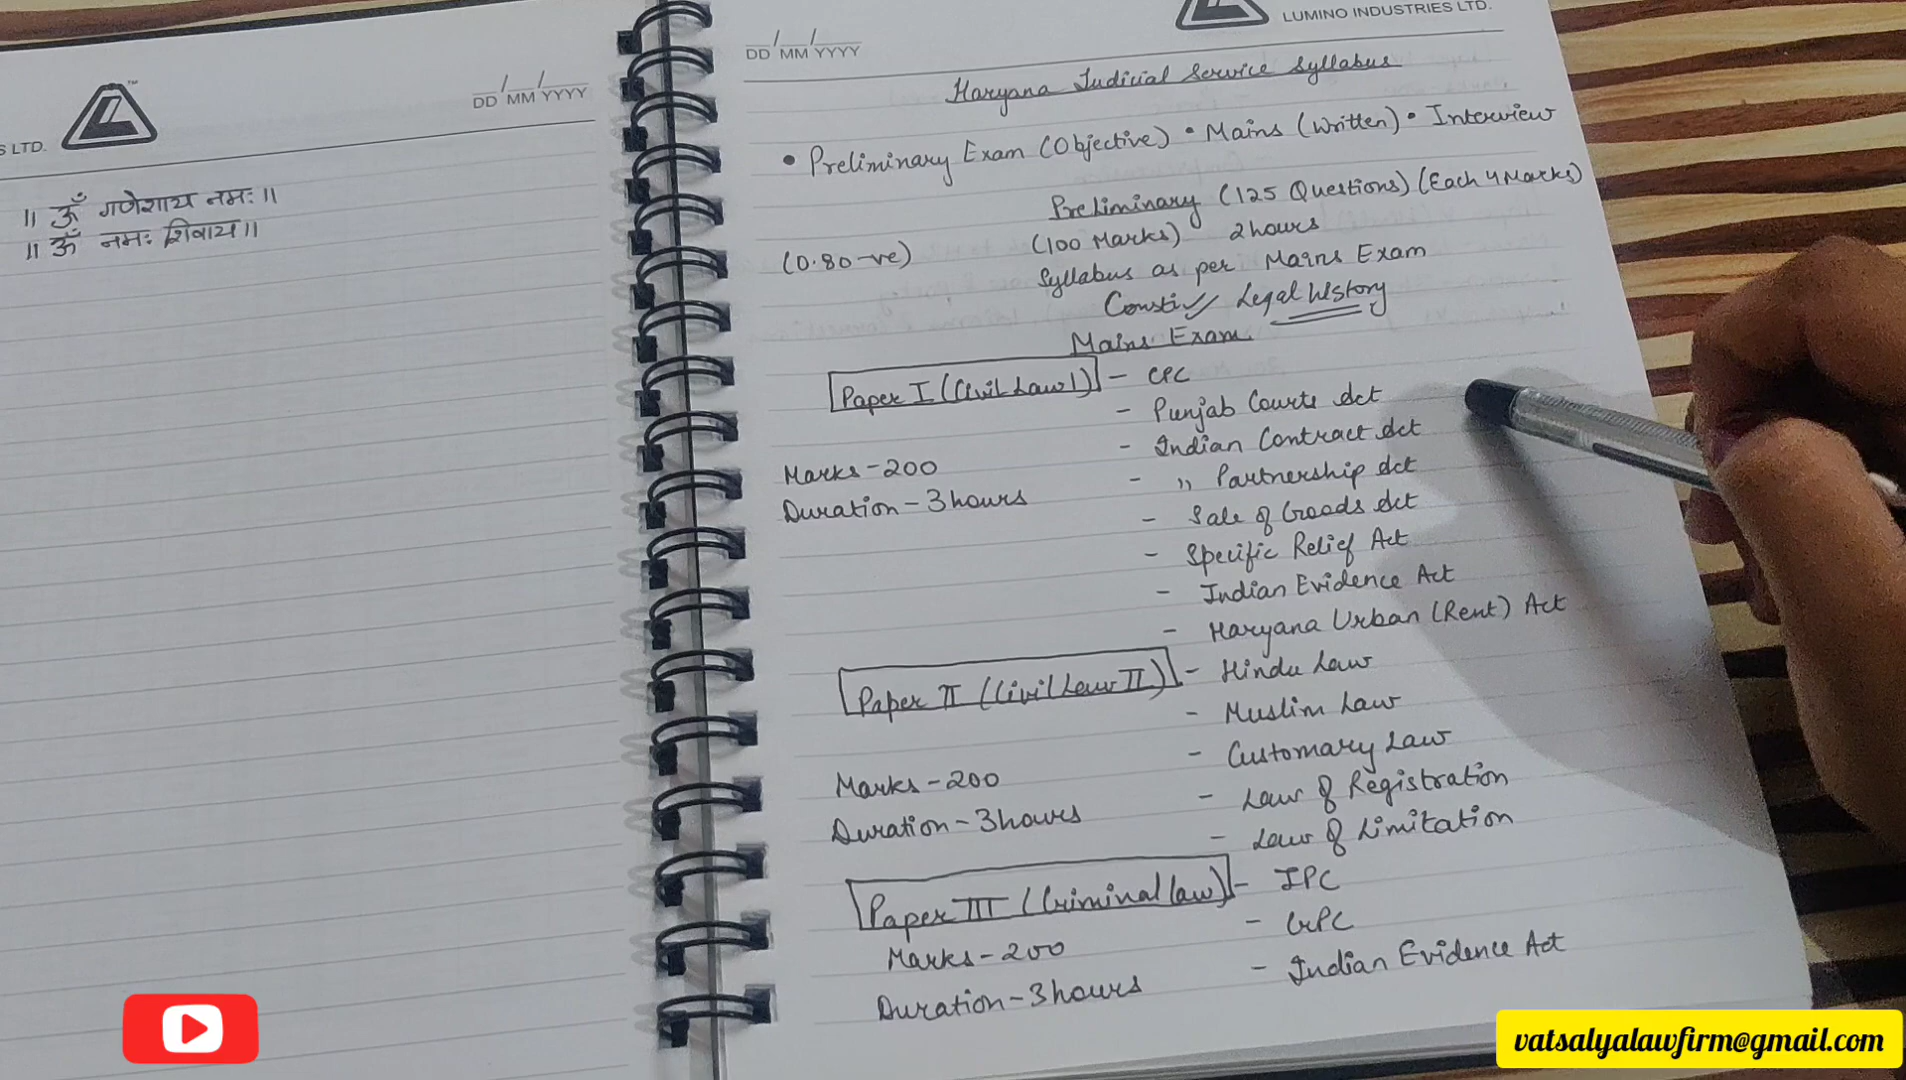 S LTD.
DD / MM / YYYY
॥ ॐ गणेशाय नमः ॥
॥ ॐ नमः शिवाय ॥
LUMINO INDUSTRIES LTD.
DD / MM / YYYY
Haryana Judicial Service Syllabus
• Preliminary Exam (Objective) • Mains (Written) • Interview
Preliminary (125 Questions) (Each 4 Marks)
(0.80-ve) (100 Marks) 2 hours
Syllabus as per Mains Exam
Consti ✓ Legal history
Mains Exam
Paper I (Civil Law I) - CPC
- Punjab Courts Act
- Indian Contract Act
Marks - 200
- " Partnership Act
Duration - 3 hours
- Sale of Goods Act
- Specific Relief Act
- Indian Evidence Act
- Haryana Urban (Rent) Act
Paper II (Civil Law II) - Hindu Law
- Muslim Law
- Customary Law
Marks - 200
- Law of Registration
Duration - 3 hours
- Law of Limitation
Paper III (Criminal law) - IPC
- CrPC
Marks - 200
- Indian Evidence Act
Duration - 3 hours
vatsalyalawfirm@gmail.com